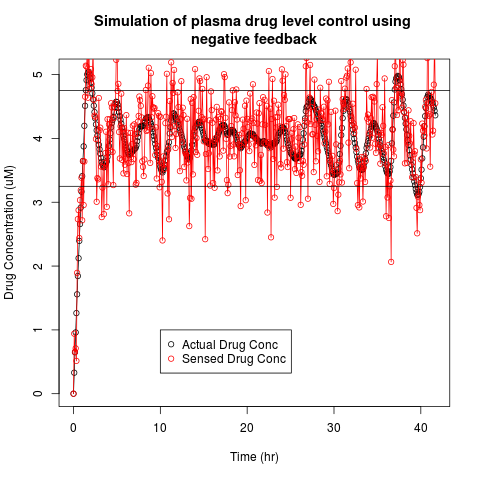 Simulation of plasma drug level control using
negative feedback
Drug Concentration (uM)
5
4
3
2
1
0
Actual Drug Conc
Sensed Drug Conc
0 10 20 30 40
Time (hr)